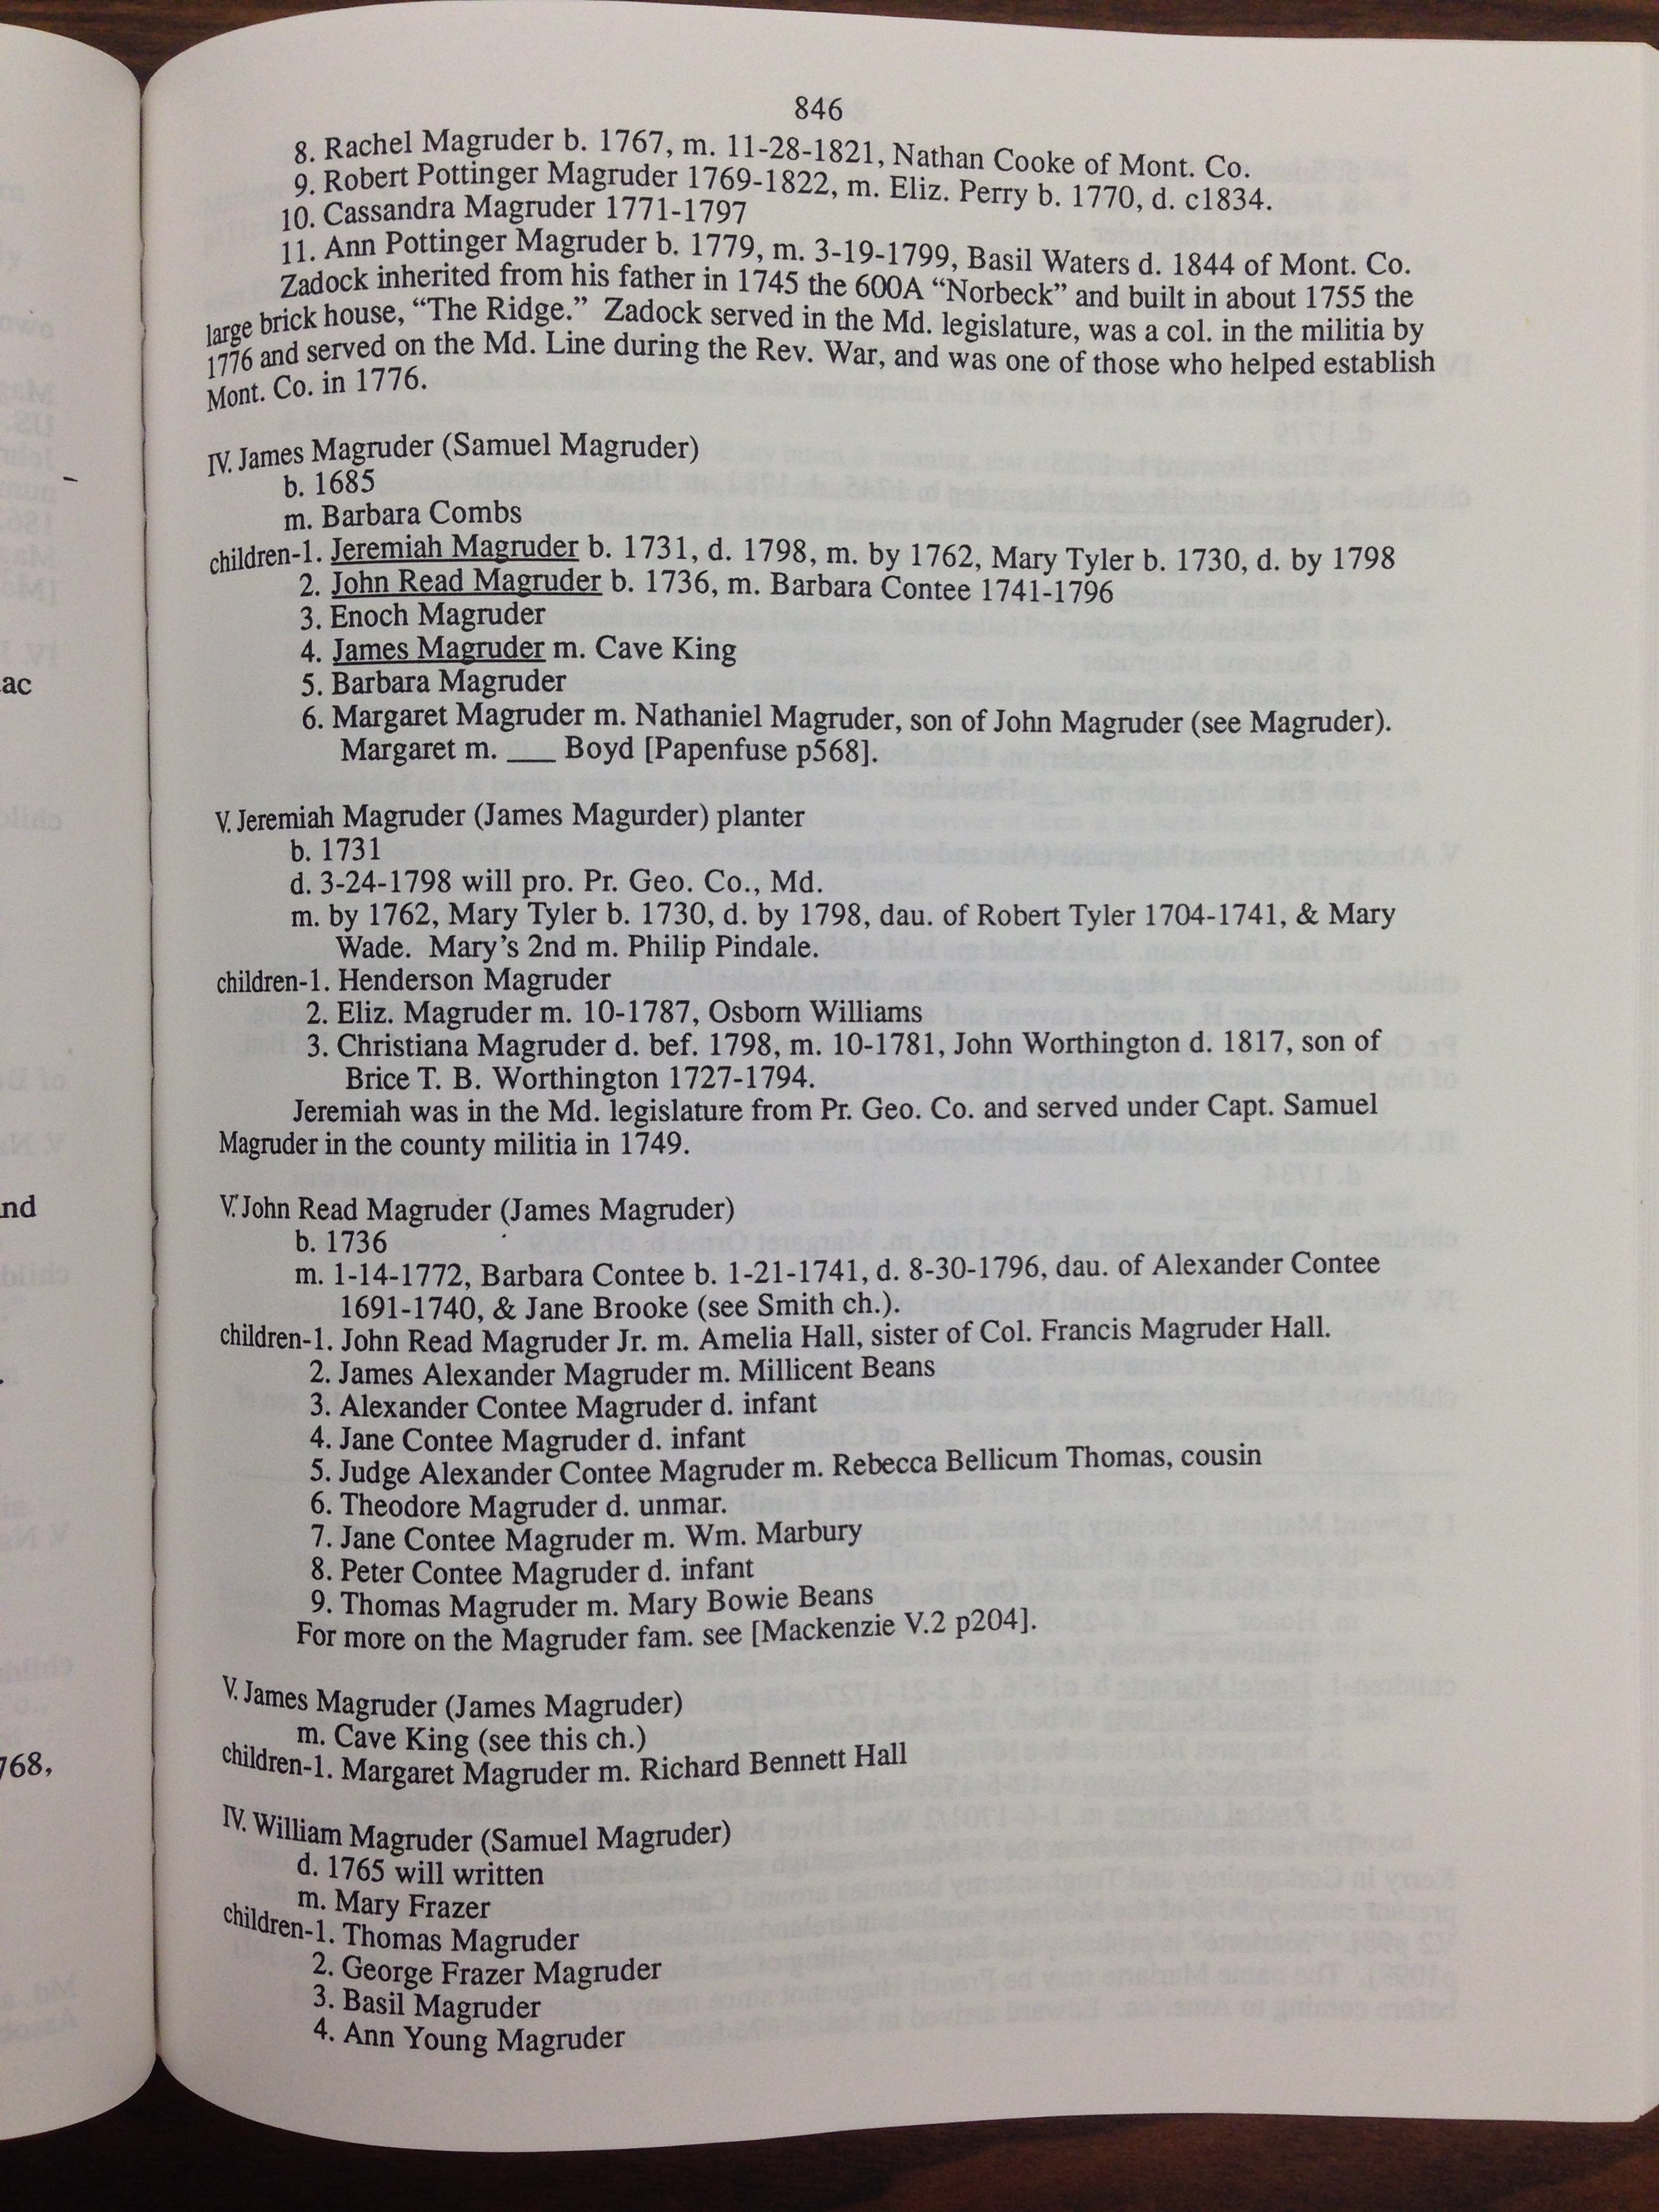 846
8. Rachel Magruder b. 1767, m. 11-28-1821, Nathan Cooke of Mont. Co.
9. Robert Pottinger Magruder 1769-1822, m. Eliz. Perry b. 1770, d. c1834.
10. Cassandra Magruder 1771-1797
11. Ann Pottinger Magruder b. 1779, m. 3-19-1799, Basil Waters d. 1844 of Mont. Co.
Zadock inherited from his father in 1745 the 600A “Norbeck” and built in about 1755 the
large brick house, “The Ridge.” Zadock served in the Md. legislature, was a col. in the militia by
1776 and served on the Md. Line during the Rev. War, and was one of those who helped establish
Mont. Co. in 1776.
IV. James Magruder (Samuel Magruder)
b. 1685
m. Barbara Combs
children-1. Jeremiah Magruder b. 1731, d. 1798, m. by 1762, Mary Tyler b. 1730, d. by 1798
2. John Read Magruder b. 1736, m. Barbara Contee 1741-1796
3. Enoch Magruder
4. James Magruder m. Cave King
5. Barbara Magruder
6. Margaret Magruder m. Nathaniel Magruder, son of John Magruder (see Magruder).
Margaret m. ___ Boyd [Papenfuse p568].
V. Jeremiah Magruder (James Magurder) planter
b. 1731
d. 3-24-1798 will pro. Pr. Geo. Co., Md.
m. by 1762, Mary Tyler b. 1730, d. by 1798, dau. of Robert Tyler 1704-1741, & Mary
Wade. Mary’s 2nd m. Philip Pindale.
children-1. Henderson Magruder
2. Eliz. Magruder m. 10-1787, Osborn Williams
3. Christiana Magruder d. bef. 1798, m. 10-1781, John Worthington d. 1817, son of
Brice T. B. Worthington 1727-1794.
Jeremiah was in the Md. legislature from Pr. Geo. Co. and served under Capt. Samuel
Magruder in the county militia in 1749.
V. John Read Magruder (James Magruder)
b. 1736
m. 1-14-1772, Barbara Contee b. 1-21-1741, d. 8-30-1796, dau. of Alexander Contee
1691-1740, & Jane Brooke (see Smith ch.).
children-1. John Read Magruder Jr. m. Amelia Hall, sister of Col. Francis Magruder Hall.
2. James Alexander Magruder m. Millicent Beans
3. Alexander Contee Magruder d. infant
4. Jane Contee Magruder d. infant
5. Judge Alexander Contee Magruder m. Rebecca Bellicum Thomas, cousin
6. Theodore Magruder d. unmar.
7. Jane Contee Magruder m. Wm. Marbury
8. Peter Contee Magruder d. infant
9. Thomas Magruder m. Mary Bowie Beans
For more on the Magruder fam. see [Mackenzie V.2 p204].
V. James Magruder (James Magruder)
m. Cave King (see this ch.)
children-1. Margaret Magruder m. Richard Bennett Hall
IV. William Magruder (Samuel Magruder)
d. 1765 will written
m. Mary Frazer
children-1. Thomas Magruder
2. George Frazer Magruder
3. Basil Magruder
4. Ann Young Magruder